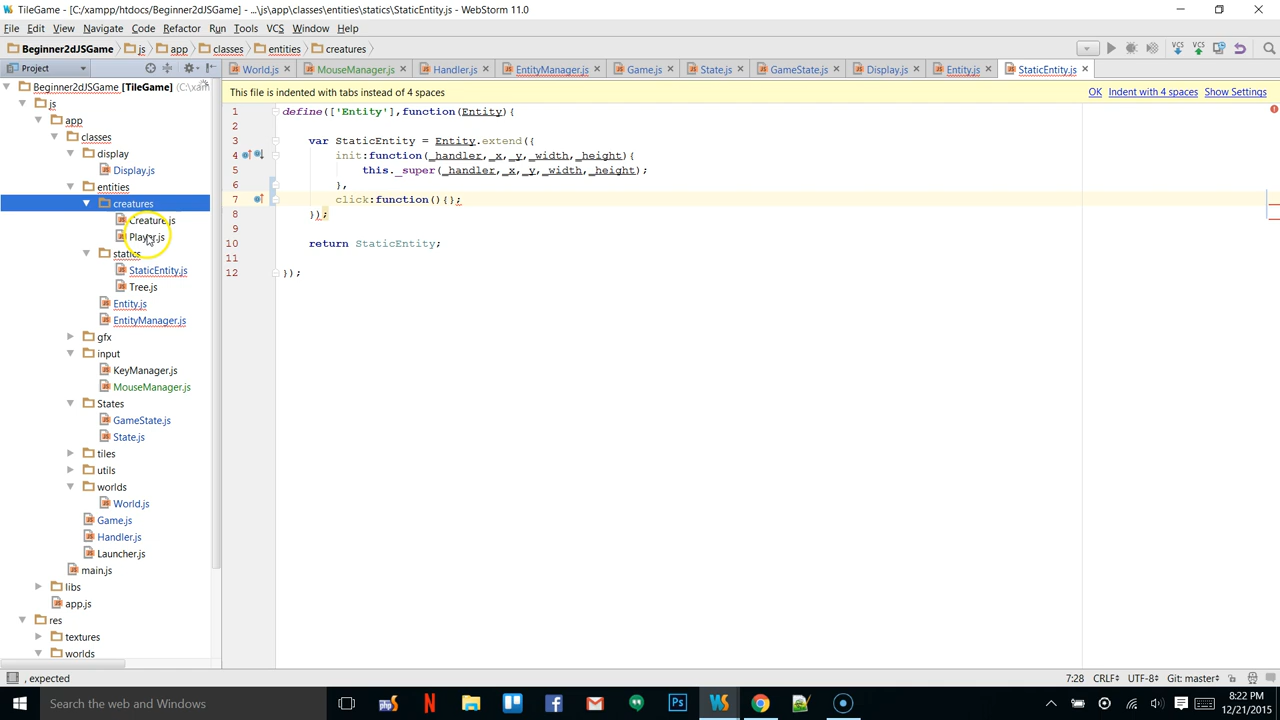 TileGame - [C:/xampp/htdocs/Beginner2dJSGame] - ...\js\app\classes\entities\statics\StaticEntity.js - WebStorm 11.0
File Edit View Navigate Code Refactor Run Tools VCS Window Help
Beginner2dJSGame js app classes entities creatures VCS VCS
Project World.js MouseManager.js Handler.js EntityManager.js Game.js State.js GameState.js Display.js Entity.js StaticEntity.js
Beginner2dJSGame [TileGame]
This file is indented with tabs instead of 4 spaces OK Indent with 4 spaces Show Settings
js
app
classes
display
Display.js
entities
creatures
Creature.js
Player.js
statics
StaticEntity.js
Tree.js
Entity.js
EntityManager.js
gfx
input
KeyManager.js
MouseManager.js
States
GameState.js
State.js
tiles
utils
worlds
World.js
Game.js
Handler.js
Launcher.js
main.js
libs
app.js
res
textures
worlds
1 define(['Entity'],function(Entity){
2
3 var StaticEntity = Entity.extend({
4 init:function(_handler,_x,_y,_width,_height){
5 this._super(_handler,_x,_y,_width,_height);
6 },
7 click:function(){};
8 });
9
10 return StaticEntity;
11
12 });
, expected 7:28 CRLF UTF-8 Git: master
Search the web and Windows php Ps WS 8:22 PM
12/21/2015